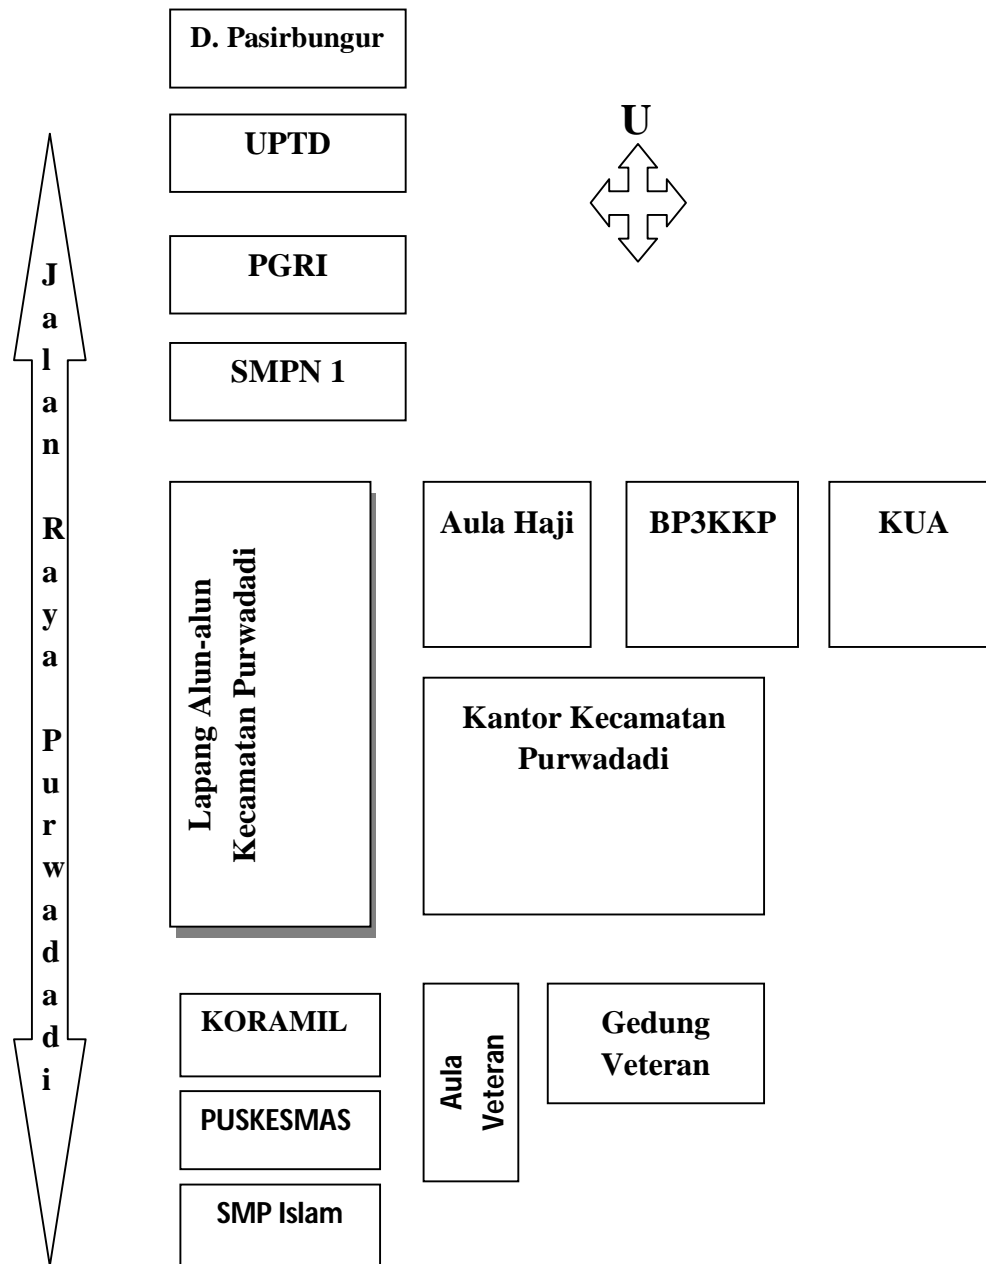 D. Pasirbungur
U
UPTD
PGRI
SMPN 1
Jalan Raya Purwadadi
Lapang Alun-alun
Kecamatan Purwadadi
Aula Haji
BP3KKP
KUA
Kantor Kecamatan
Purwadadi
KORAMIL
Aula
Veteran
Gedung
Veteran
PUSKESMAS
SMP Islam